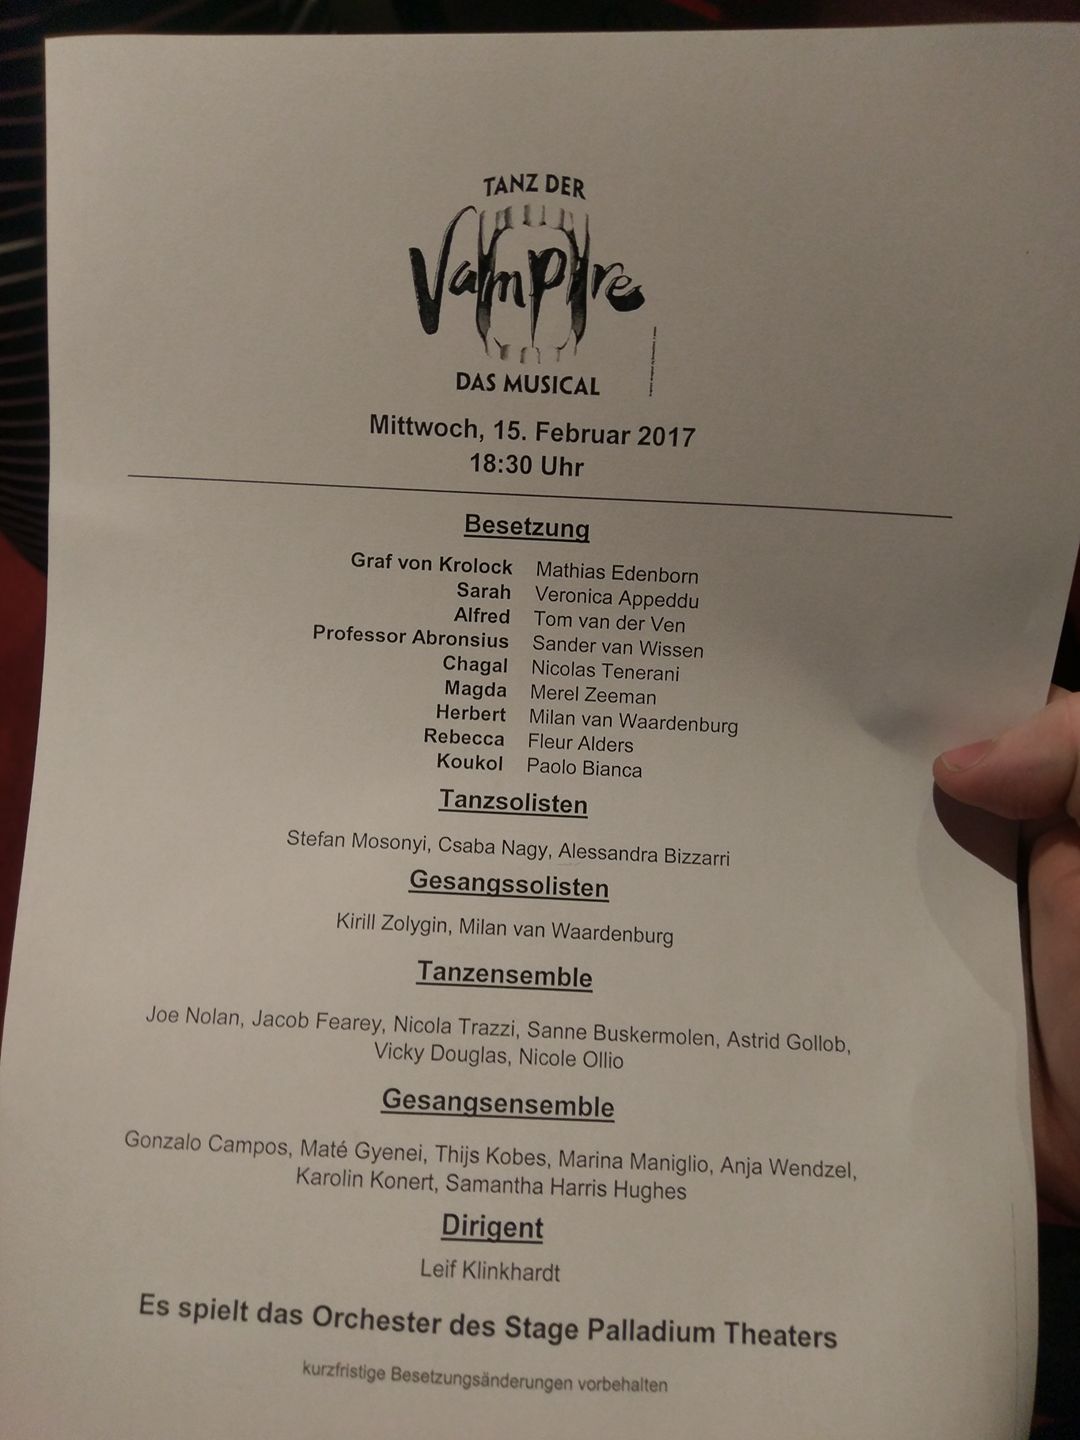 TANZ DER
Vampire
DAS MUSICAL
Mittwoch, 15. Februar 2017
18:30 Uhr
Besetzung
Graf von Krolock Mathias Edenborn
Sarah Veronica Appeddu
Alfred Tom van der Ven
Professor Abronsius Sander van Wissen
Chagal Nicolas Tenerani
Magda Merel Zeeman
Herbert Milan van Waardenburg
Rebecca Fleur Alders
Koukol Paolo Bianca
Tanzsolisten
Stefan Mosonyi, Csaba Nagy, Alessandra Bizzarri
Gesangssolisten
Kirill Zolygin, Milan van Waardenburg
Tanzensemble
Joe Nolan, Jacob Fearey, Nicola Trazzi, Sanne Buskermolen, Astrid Gollob,
Vicky Douglas, Nicole Ollio
Gesangsensemble
Gonzalo Campos, Maté Gyenei, Thijs Kobes, Marina Maniglio, Anja Wendzel,
Karolin Konert, Samantha Harris Hughes
Dirigent
Leif Klinkhardt
Es spielt das Orchester des Stage Palladium Theaters
kurzfristige Besetzungsänderungen vorbehalten